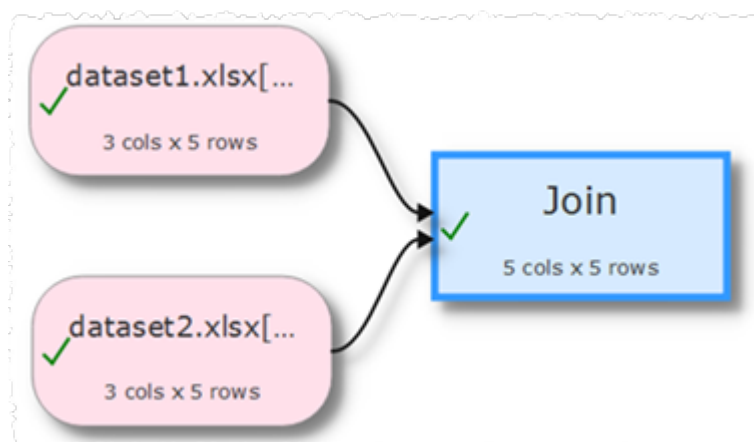 dataset1.xlsx[...
3 cols x 5 rows
Join
5 cols x 5 rows
dataset2.xlsx[...
3 cols x 5 rows